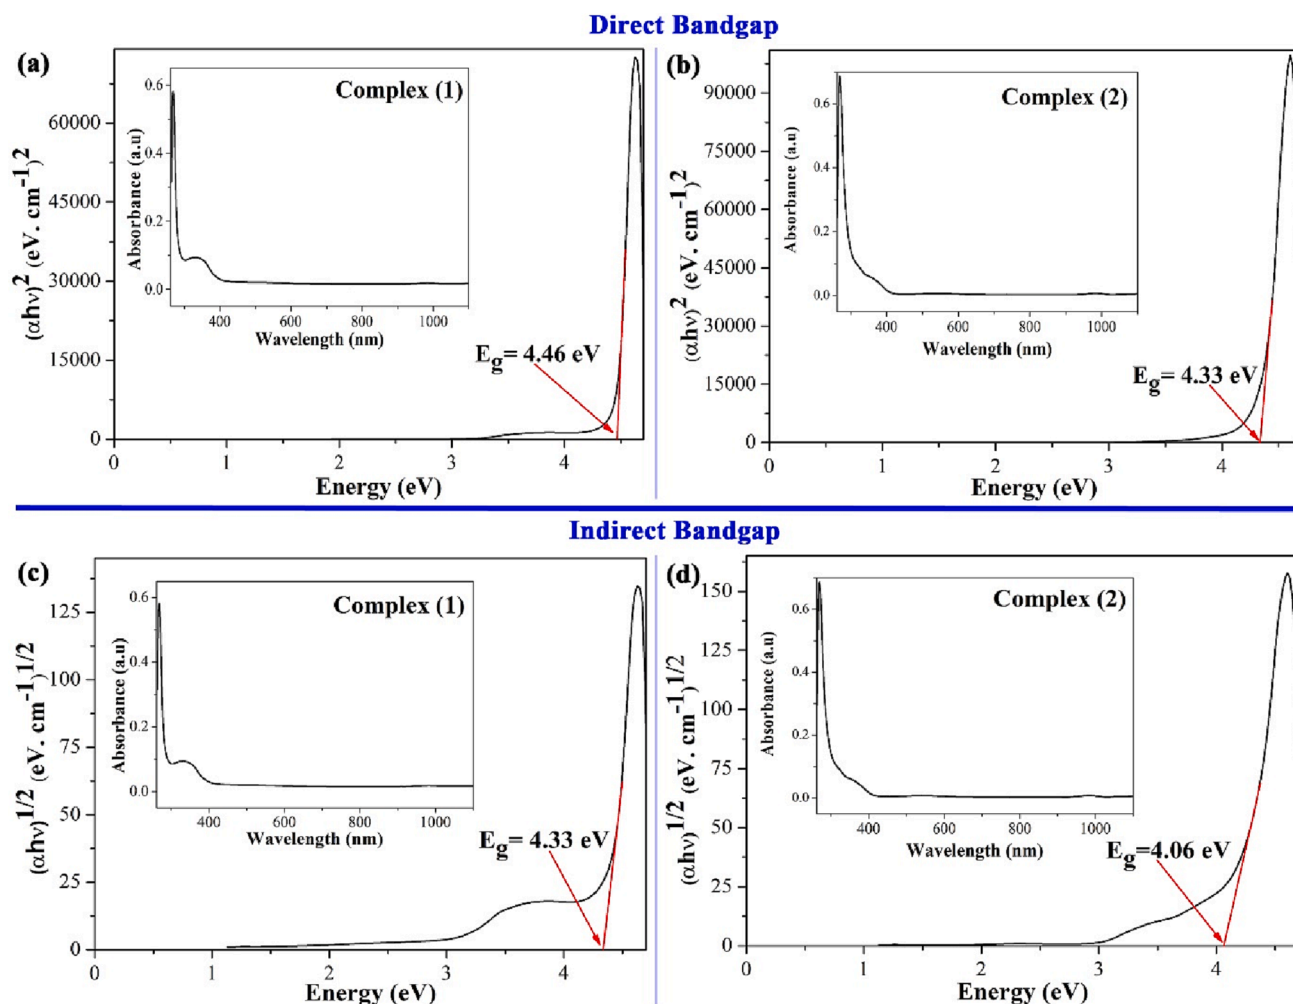 Direct Bandgap
(a)
Complex (1)
Absorbance (a.u)
0.6
0.4
0.2
0.0
400 600 800 1000
Wavelength (nm)
(αhν)2 (eV. cm-1)2
60000
45000
30000
15000
0
Eg= 4.46 eV
0 1 2 3 4
Energy (eV)
(b)
Complex (2)
Absorbance (a.u)
0.6
0.4
0.2
0.0
400 600 800 1000
Wavelength (nm)
(αhν)2 (eV. cm-1)2
90000
75000
60000
45000
30000
15000
0
Eg= 4.33 eV
0 1 2 3 4
Energy (eV)
Indirect Bandgap
(c)
Complex (1)
Absorbance (a.u)
0.6
0.4
0.2
0.0
400 600 800 1000
Wavelength (nm)
(αhν)1/2 (eV. cm-1)1/2
125
100
75
50
25
0
Eg= 4.33 eV
0 1 2 3 4
Energy (eV)
(d)
Complex (2)
Absorbance (a.u)
0.6
0.4
0.2
0.0
400 600 800 1000
Wavelength (nm)
(αhν)1/2 (eV. cm-1)1/2
150
125
100
75
50
25
0
Eg=4.06 eV
0 1 2 3 4
Energy (eV)